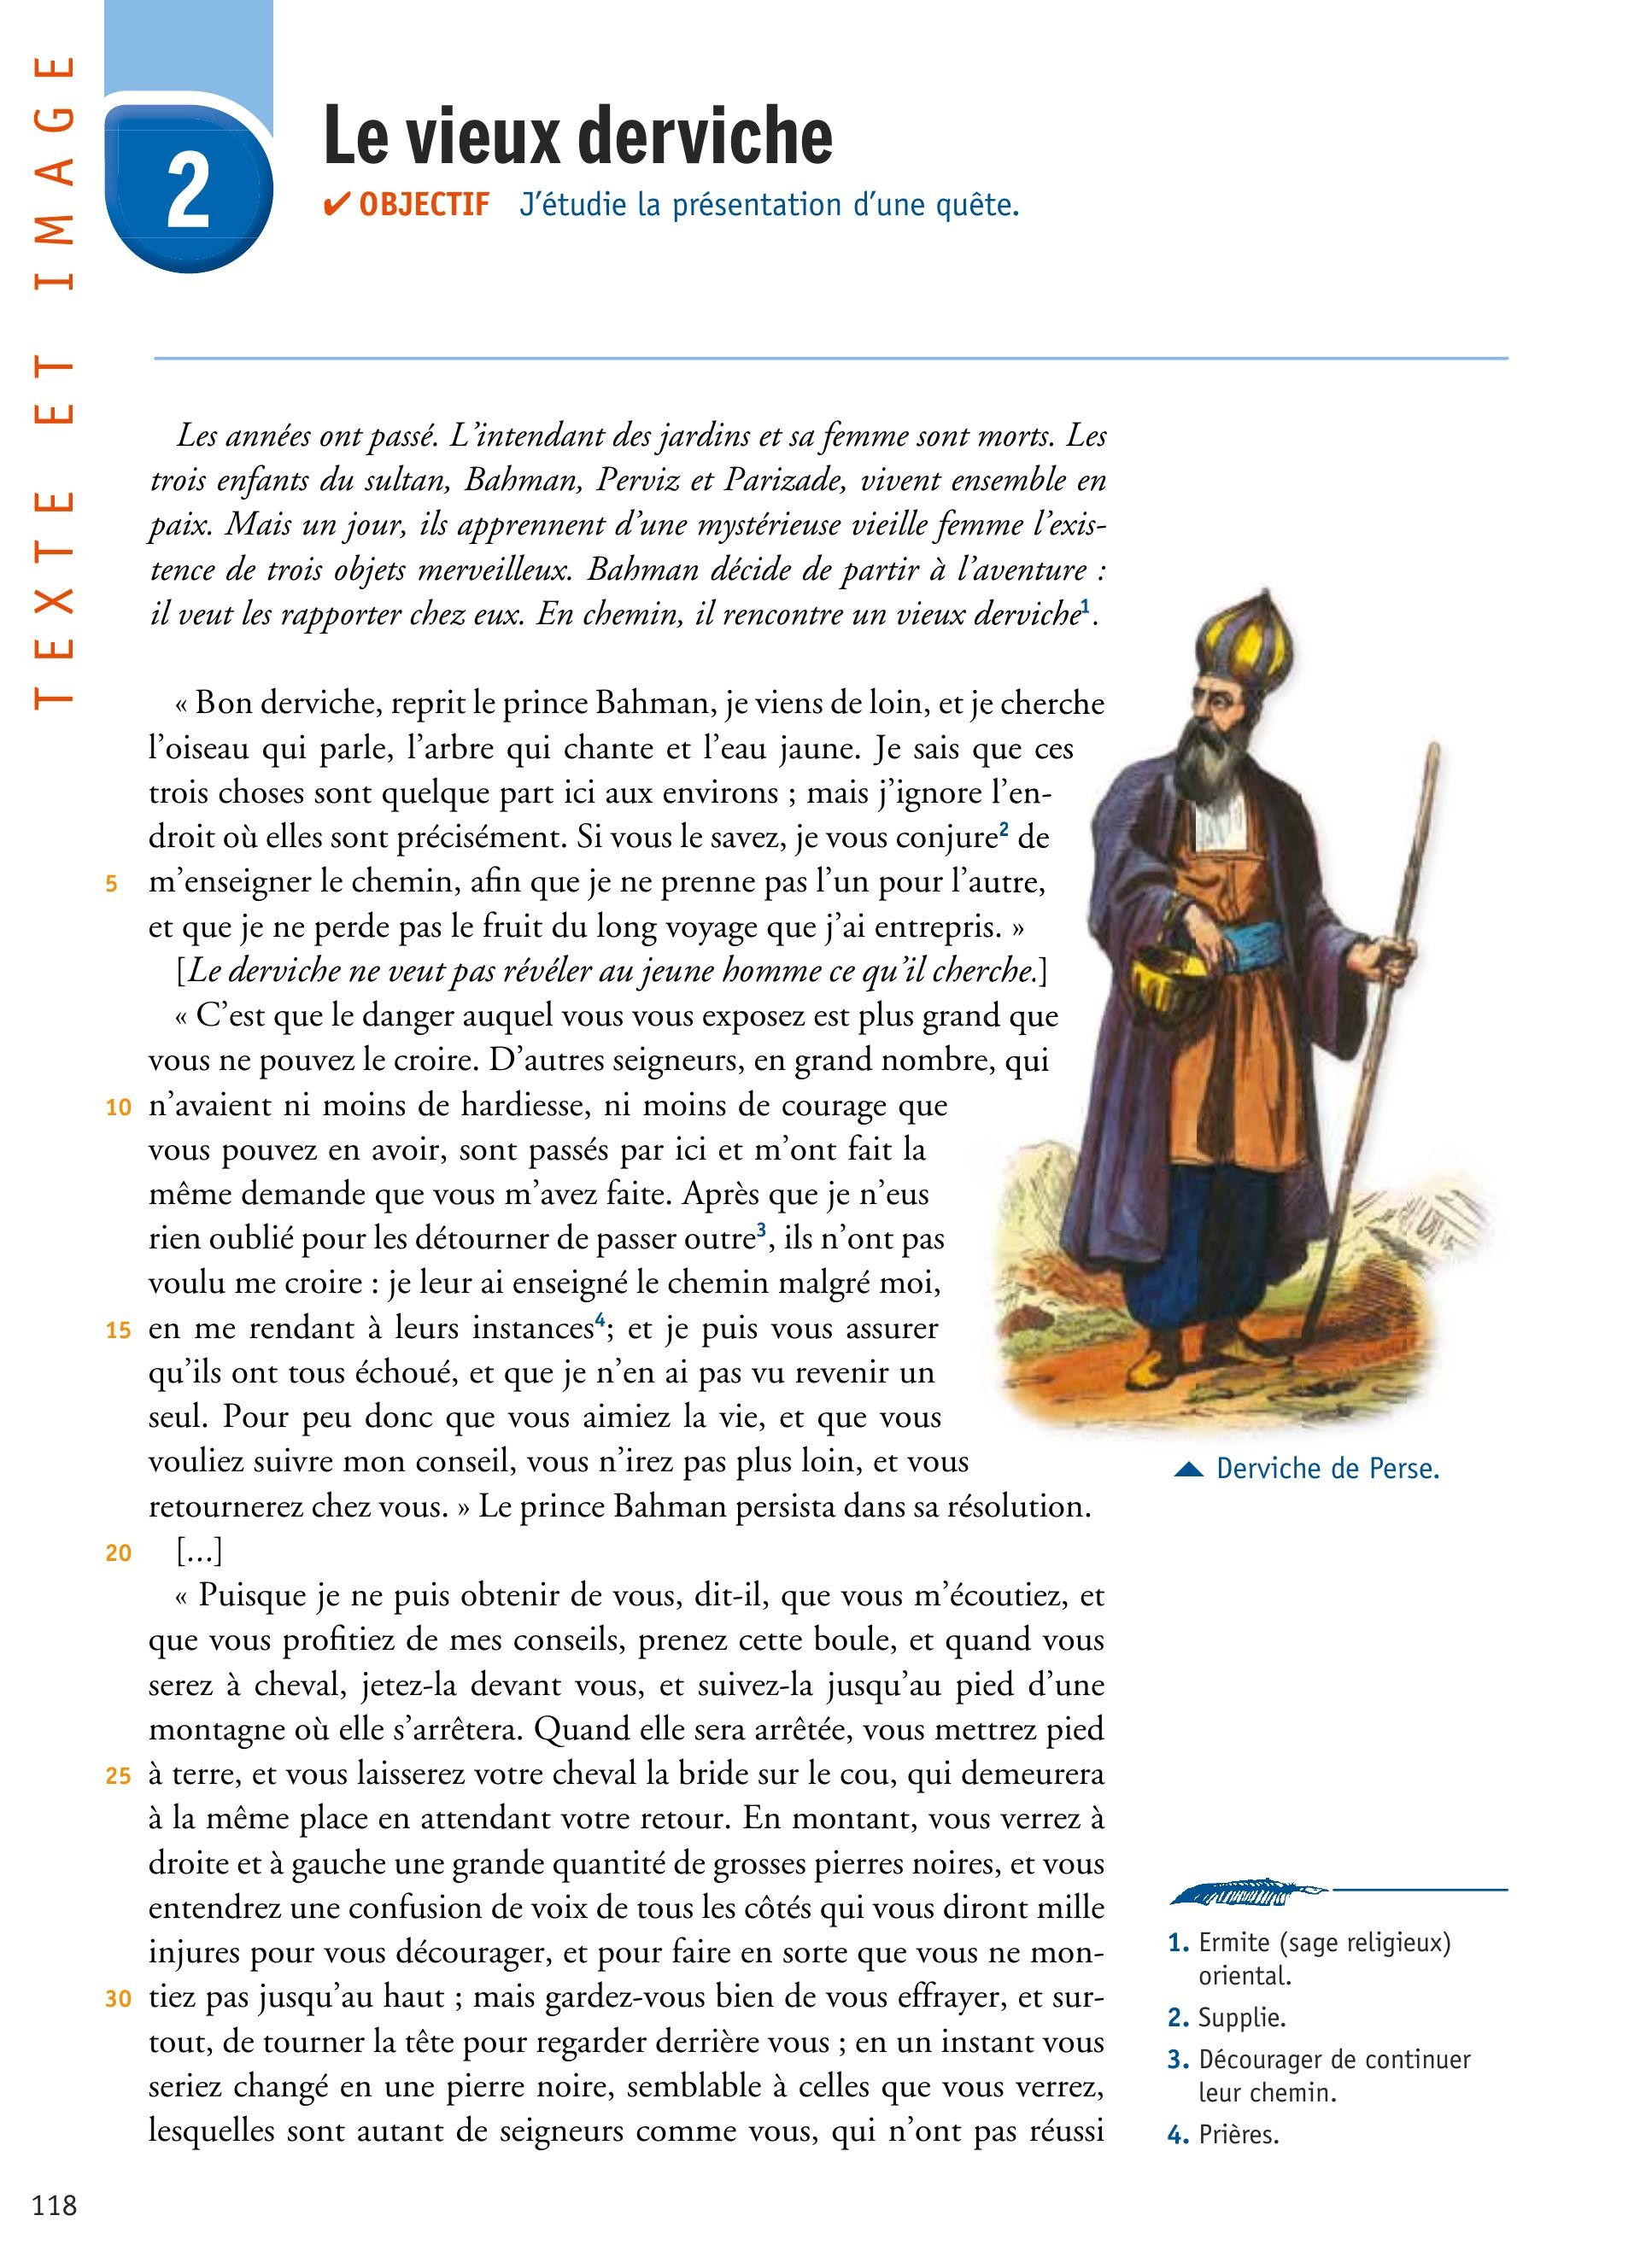 TEXTE ET IMAGE
2
Le vieux derviche
✔ OBJECTIF J’étudie la présentation d’une quête.
Les années ont passé. L’intendant des jardins et sa femme sont morts. Les
trois enfants du sultan, Bahman, Perviz et Parizade, vivent ensemble en
paix. Mais un jour, ils apprennent d’une mystérieuse vieille femme l’exis-
tence de trois objets merveilleux. Bahman décide de partir à l’aventure :
il veut les rapporter chez eux. En chemin, il rencontre un vieux derviche1.
« Bon derviche, reprit le prince Bahman, je viens de loin, et je cherche
l’oiseau qui parle, l’arbre qui chante et l’eau jaune. Je sais que ces
trois choses sont quelque part ici aux environs ; mais j’ignore l’en-
droit où elles sont précisément. Si vous le savez, je vous conjure2 de
5 m’enseigner le chemin, afin que je ne prenne pas l’un pour l’autre,
et que je ne perde pas le fruit du long voyage que j’ai entrepris. »
[Le derviche ne veut pas révéler au jeune homme ce qu’il cherche.]
« C’est que le danger auquel vous vous exposez est plus grand que
vous ne pouvez le croire. D’autres seigneurs, en grand nombre, qui
10 n’avaient ni moins de hardiesse, ni moins de courage que
vous pouvez en avoir, sont passés par ici et m’ont fait la
même demande que vous m’avez faite. Après que je n’eus
rien oublié pour les détourner de passer outre3, ils n’ont pas
voulu me croire : je leur ai enseigné le chemin malgré moi,
15 en me rendant à leurs instances4; et je puis vous assurer
qu’ils ont tous échoué, et que je n’en ai pas vu revenir un
seul. Pour peu donc que vous aimiez la vie, et que vous
vouliez suivre mon conseil, vous n’irez pas plus loin, et vous
retournerez chez vous. » Le prince Bahman persista dans sa résolution.
20 [...]
« Puisque je ne puis obtenir de vous, dit-il, que vous m’écoutiez, et
que vous profitiez de mes conseils, prenez cette boule, et quand vous
serez à cheval, jetez-la devant vous, et suivez-la jusqu’au pied d’une
montagne où elle s’arrêtera. Quand elle sera arrêtée, vous mettrez pied
25 à terre, et vous laisserez votre cheval la bride sur le cou, qui demeurera
à la même place en attendant votre retour. En montant, vous verrez à
droite et à gauche une grande quantité de grosses pierres noires, et vous
entendrez une confusion de voix de tous les côtés qui vous diront mille
injures pour vous décourager, et pour faire en sorte que vous ne mon-
30 tiez pas jusqu’au haut ; mais gardez-vous bien de vous effrayer, et sur-
tout, de tourner la tête pour regarder derrière vous ; en un instant vous
seriez changé en une pierre noire, semblable à celles que vous verrez,
lesquelles sont autant de seigneurs comme vous, qui n’ont pas réussi
▲ Derviche de Perse.
1. Ermite (sage religieux)
oriental.
2. Supplie.
3. Décourager de continuer
leur chemin.
4. Prières.
118